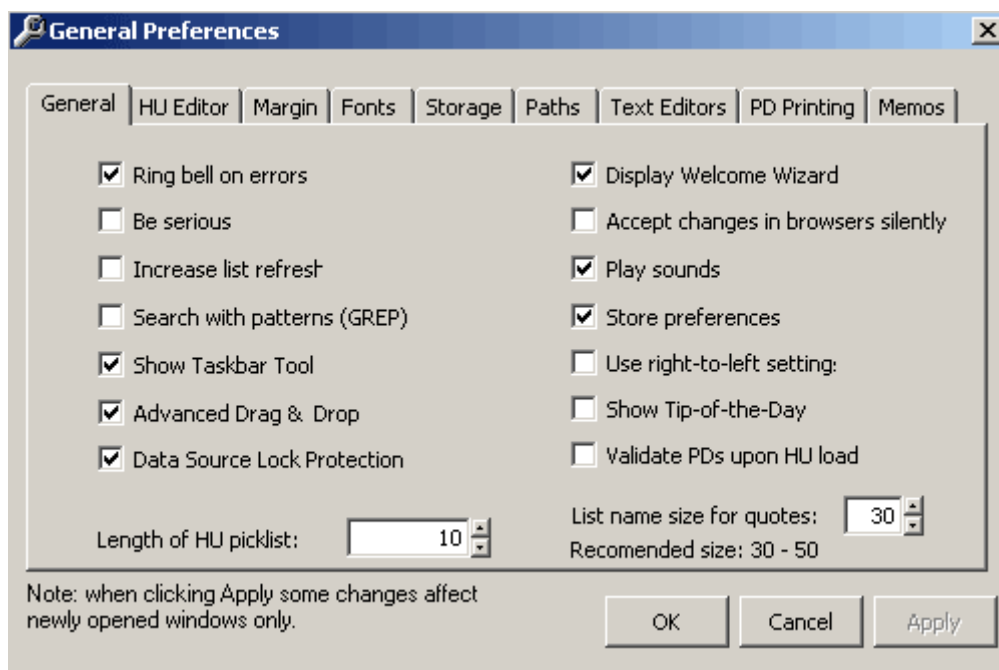 General Preferences
General HU Editor Margin Fonts Storage Paths Text Editors PD Printing Memos
Ring bell on errors
Be serious
Increase list refresh
Search with patterns (GREP)
Show Taskbar Tool
Advanced Drag & Drop
Data Source Lock Protection
Length of HU picklist: 10
Display Welcome Wizard
Accept changes in browsers silently
Play sounds
Store preferences
Use right-to-left setting:
Show Tip-of-the-Day
Validate PDs upon HU load
List name size for quotes: 30
Recomended size: 30 - 50
Note: when clicking Apply some changes affect
newly opened windows only.
OK Cancel Apply